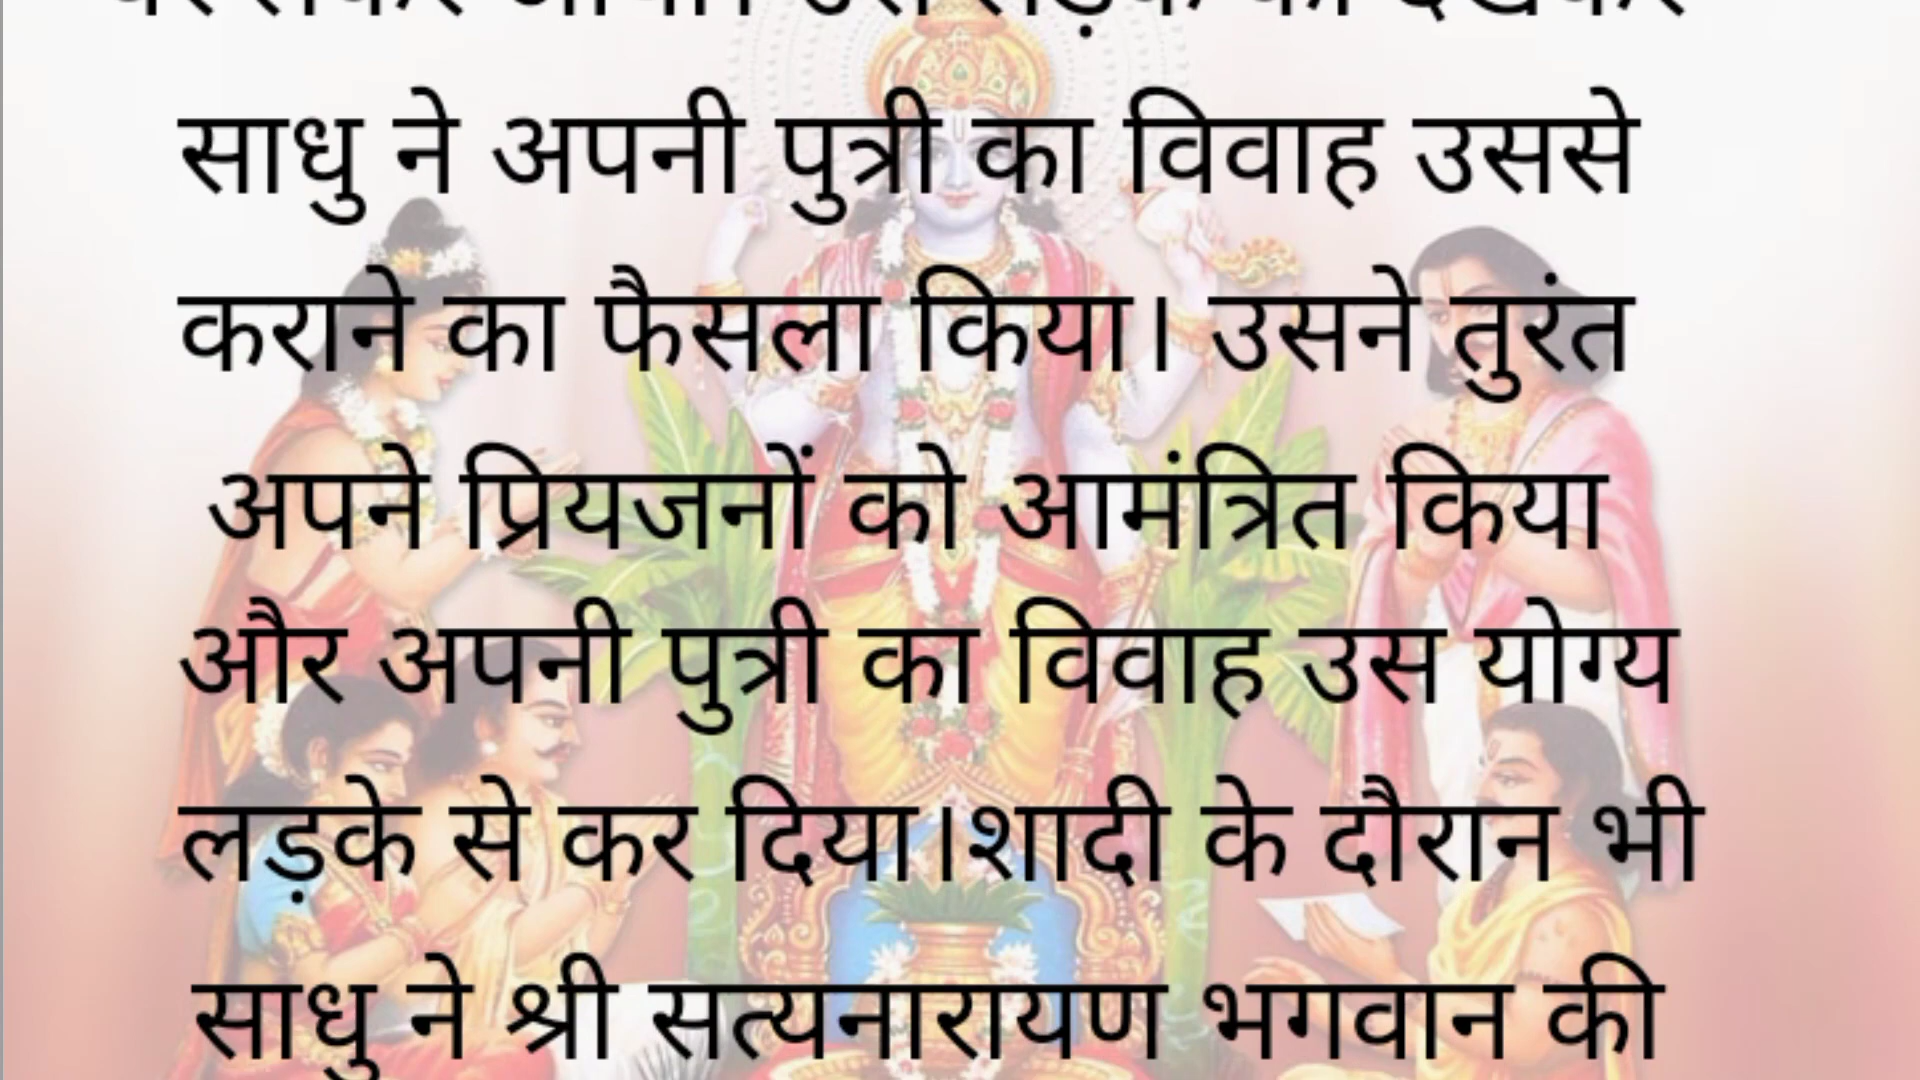 साधु ने अपनी पुत्री का विवाह उससे
कराने का फैसला किया। उसने तुरंत
अपने प्रियजनों को आमंत्रित किया
और अपनी पुत्री का विवाह उस योग्य
लड़के से कर दिया।शादी के दौरान भी
साधु ने श्री सत्यनारायण भगवान की